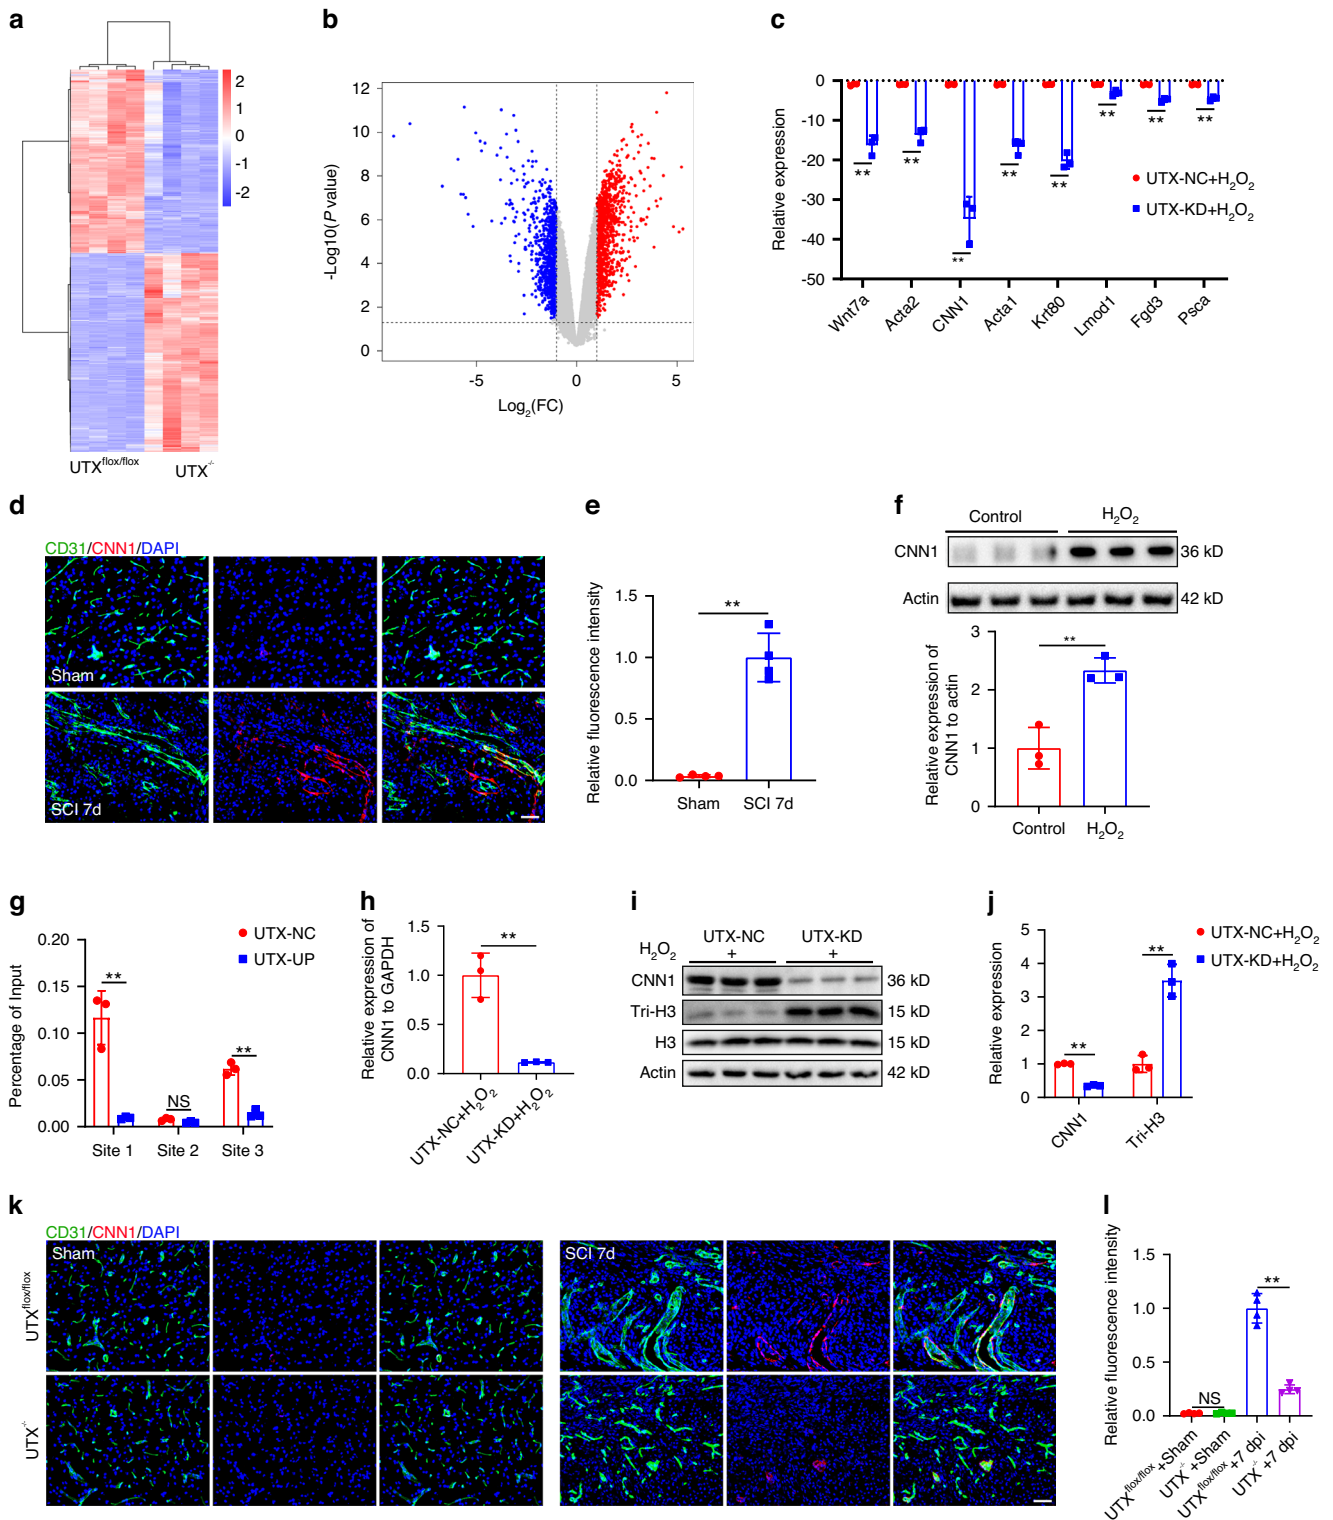 a
2
1
0
-1
-2
UTX^flox/flox
UTX^-/-
b
12
10
8
6
4
2
0
-Log10(P value)
-5
0
5
Log₂(FC)
c
0
-10
-20
-30
-40
-50
Relative expression
**
**
**
**
**
**
**
**
UTX-NC+H₂O₂
UTX-KD+H₂O₂
Wnt7a
Acta2
CNN1
Acta1
Krt80
Lmod1
Fgd3
Psca
d
CD31/CNN1/DAPI
Sham
SCI 7d
e
Relative fluorescence intensity
1.5
1.0
0.5
0.0
**
Sham
SCI 7d
f
Control
H₂O₂
CNN1
36 kD
Actin
42 kD
Relative expression of
CNN1 to actin
3
2
1
0
**
Control
H₂O₂
g
Percentage of Input
0.20
0.15
0.10
0.05
0.00
**
NS
**
UTX-NC
UTX-UP
Site 1
Site 2
Site 3
h
Relative expression of
CNN1 to GAPDH
1.5
1.0
0.5
0.0
**
UTX-NC+H₂O₂
UTX-KD+H₂O₂
i
UTX-NC
UTX-KD
H₂O₂
+
+
CNN1
36 kD
Tri-H3
15 kD
H3
15 kD
Actin
42 kD
j
Relative expression
5
4
3
2
1
0
**
**
UTX-NC+H₂O₂
UTX-KD+H₂O₂
CNN1
Tri-H3
k
CD31/CNN1/DAPI
Sham
SCI 7d
UTX^flox/flox
UTX^-/-
l
Relative fluorescence intensity
1.5
1.0
0.5
0.0
NS
**
UTX^flox/flox+Sham
UTX^-/-+Sham
UTX^flox/flox+7 dpi
UTX^-/-+7 dpi